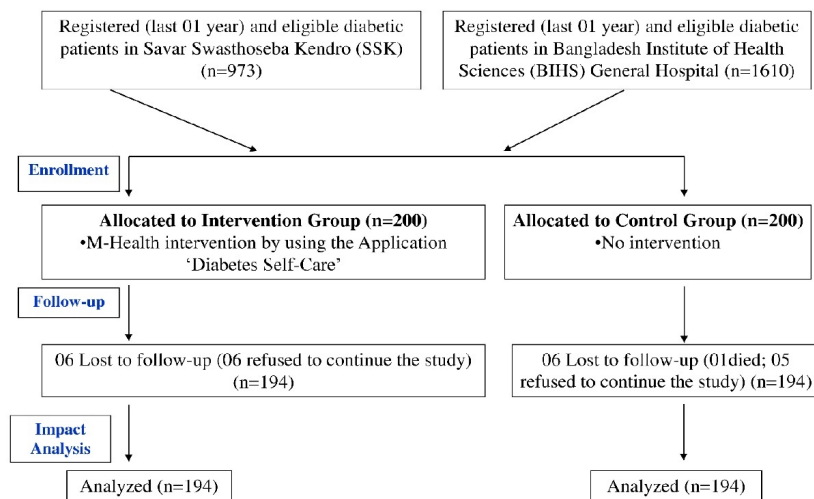 Registered (last 01 year) and eligible diabetic
patients in Savar Swasthoseba Kendro (SSK)
(n=973)
Registered (last 01 year) and eligible diabetic
patients in Bangladesh Institute of Health
Sciences (BIHS) General Hospital (n=1610)
Enrollment
Allocated to Intervention Group (n=200)
•M-Health intervention by using the Application
‘Diabetes Self-Care’
Allocated to Control Group (n=200)
•No intervention
Follow-up
06 Lost to follow-up (06 refused to continue the study)
(n=194)
06 Lost to follow-up (01died; 05
refused to continue the study) (n=194)
Impact
Analysis
Analyzed (n=194)
Analyzed (n=194)